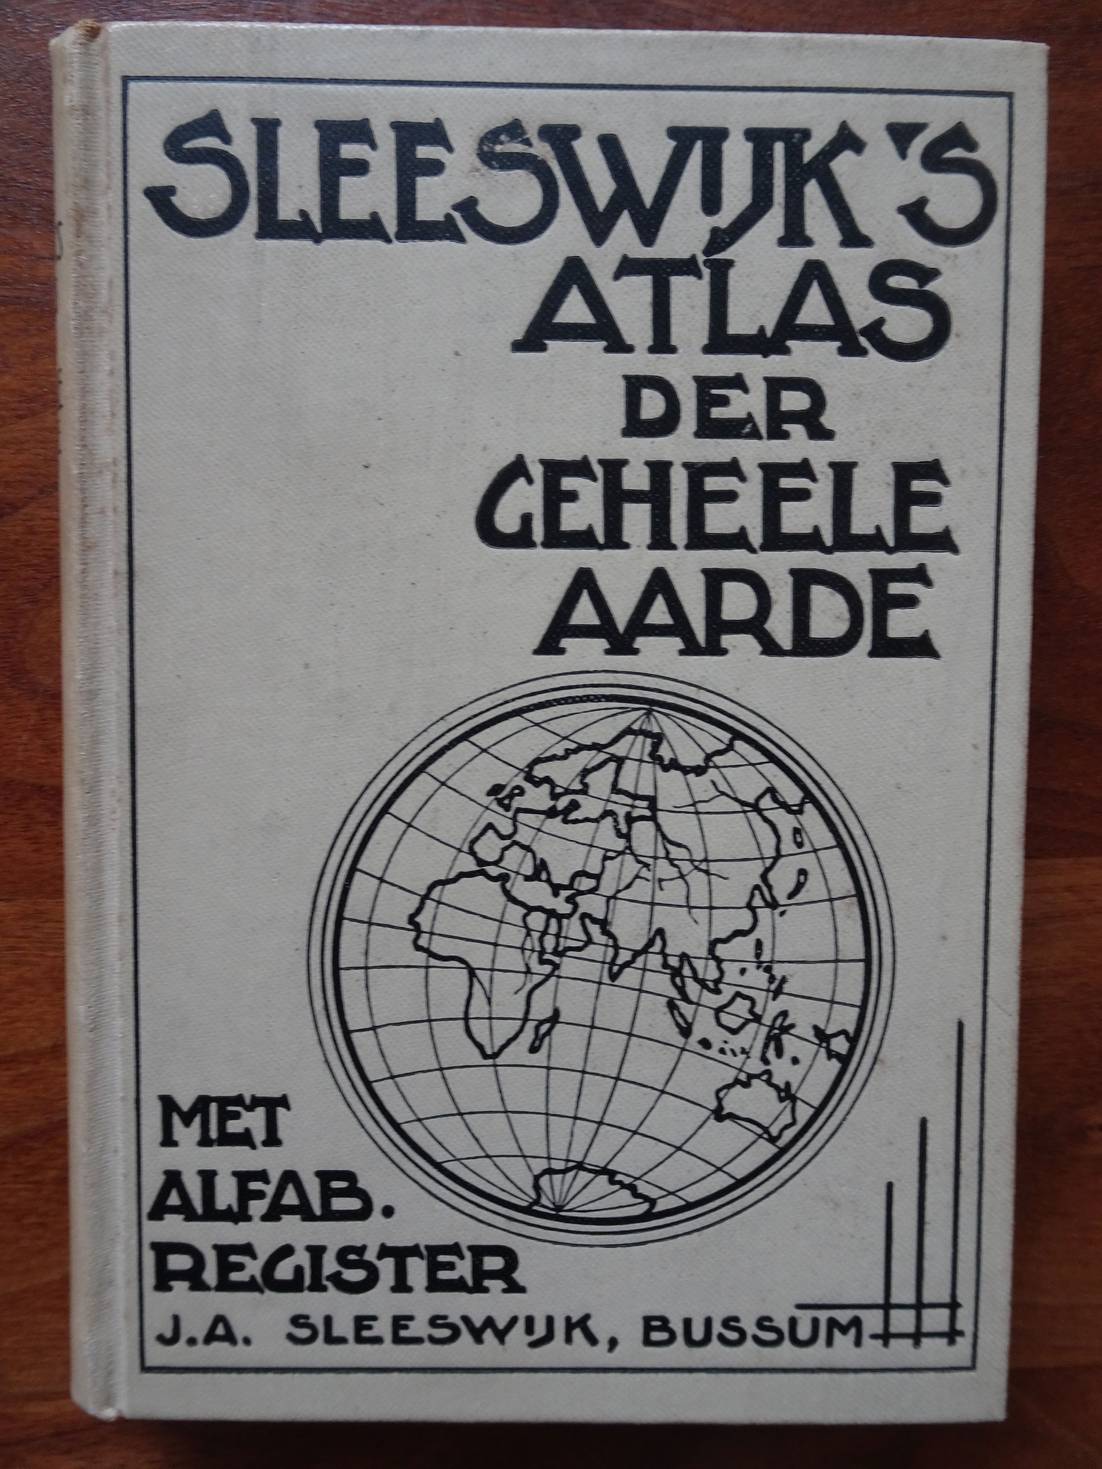 SLEESWIJK'S
ATLAS
DER
GEHEELE
AARDE
MET
ALFAB.
REGISTER
J.A. SLEESWIJK, BUSSUM